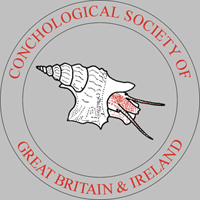 CONCHOLOGICAL SOCIETY OF
GREAT BRITAIN & IRELAND